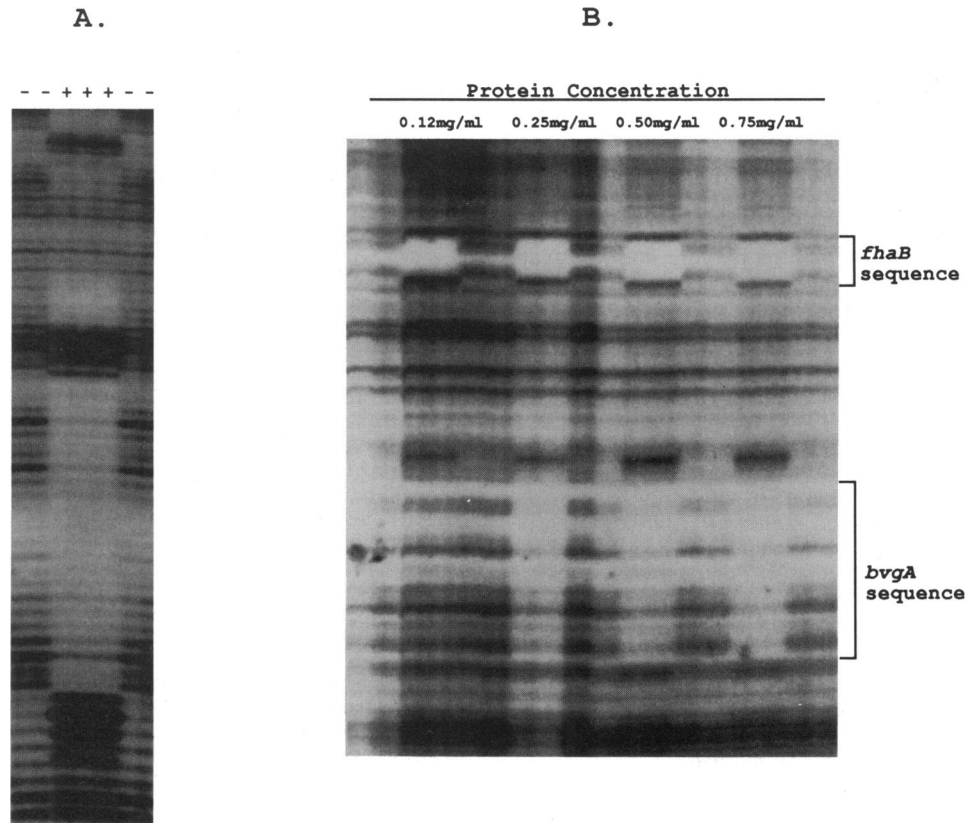 A.
B.
- - + + + - -
Protein Concentration
0.12mg/ml 0.25mg/ml 0.50mg/ml 0.75mg/ml
fhaB
sequence
bvgA
sequence